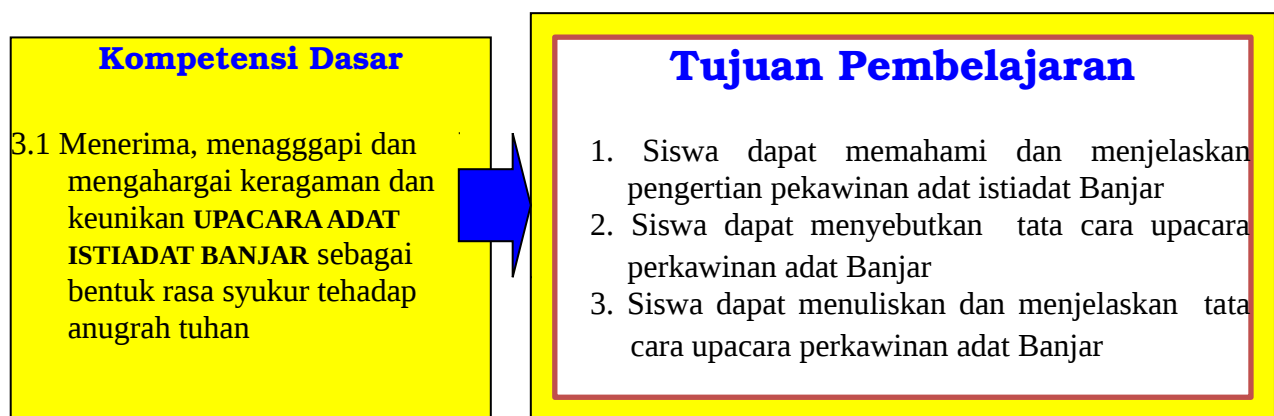 Kompetensi Dasar
3.1 Menerima, menagggapi dan
mengahargai keragaman dan
keunikan UPACARA ADAT
ISTIADAT BANJAR sebagai
bentuk rasa syukur tehadap
anugrah tuhan
Tujuan Pembelajaran
1. Siswa dapat memahami dan menjelaskan
pengertian pekawinan adat istiadat Banjar
2. Siswa dapat menyebutkan tata cara upacara
perkawinan adat Banjar
3. Siswa dapat menuliskan dan menjelaskan tata
cara upacara perkawinan adat Banjar